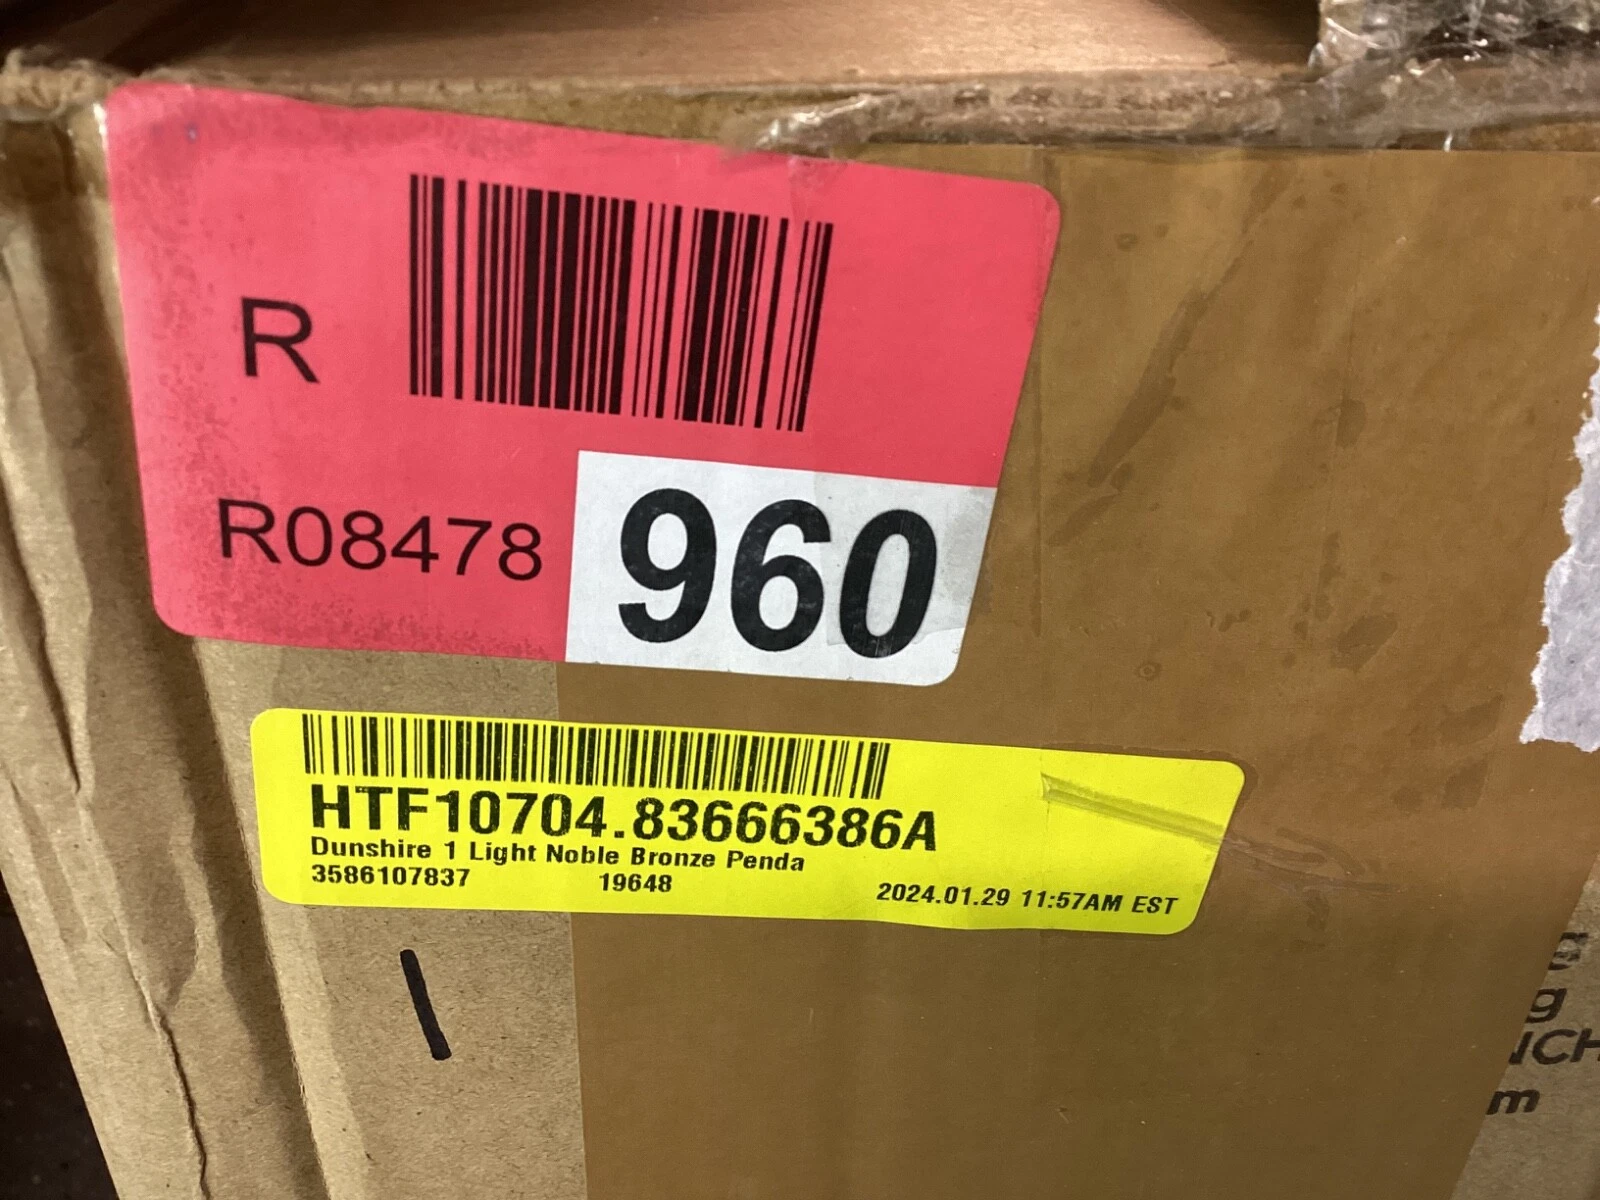 R
R08478 960
HTF10704.83666386A
Dunshire 1 Light Noble Bronze Penda
3586107837 19648 2024.01.29 11:57AM EST
g
m